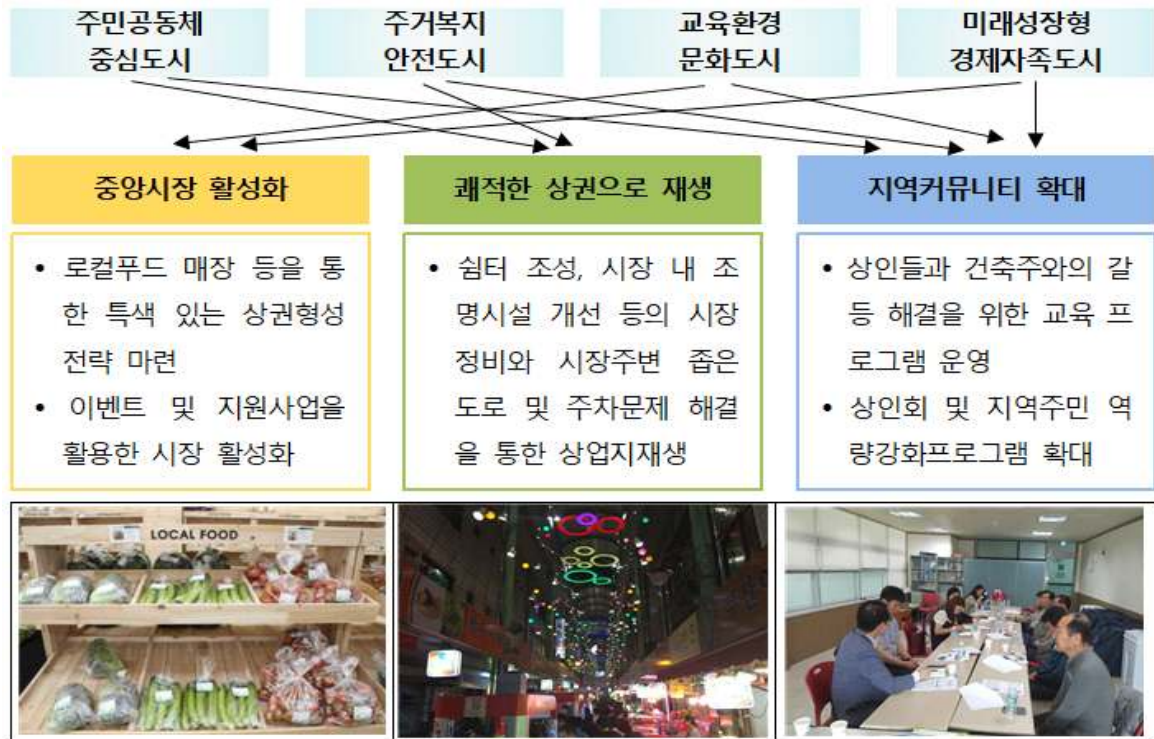 주민공동체
중심도시
주거복지
안전도시
교육환경
문화도시
미래성장형
경제자족도시
중앙시장 활성화
쾌적한 상권으로 재생
지역커뮤니티 확대
• 로컬푸드 매장 등을 통
한 특색 있는 상권형성
전략 마련
• 이벤트 및 지원사업을
활용한 시장 활성화
• 쉼터 조성, 시장 내 조
명시설 개선 등의 시장
정비와 시장주변 좁은
도로 및 주차문제 해결
을 통한 상업지재생
• 상인들과 건축주와의 갈
등 해결을 위한 교육 프
로그램 운영
• 상인회 및 지역주민 역
량강화프로그램 확대
LOCAL FOOD